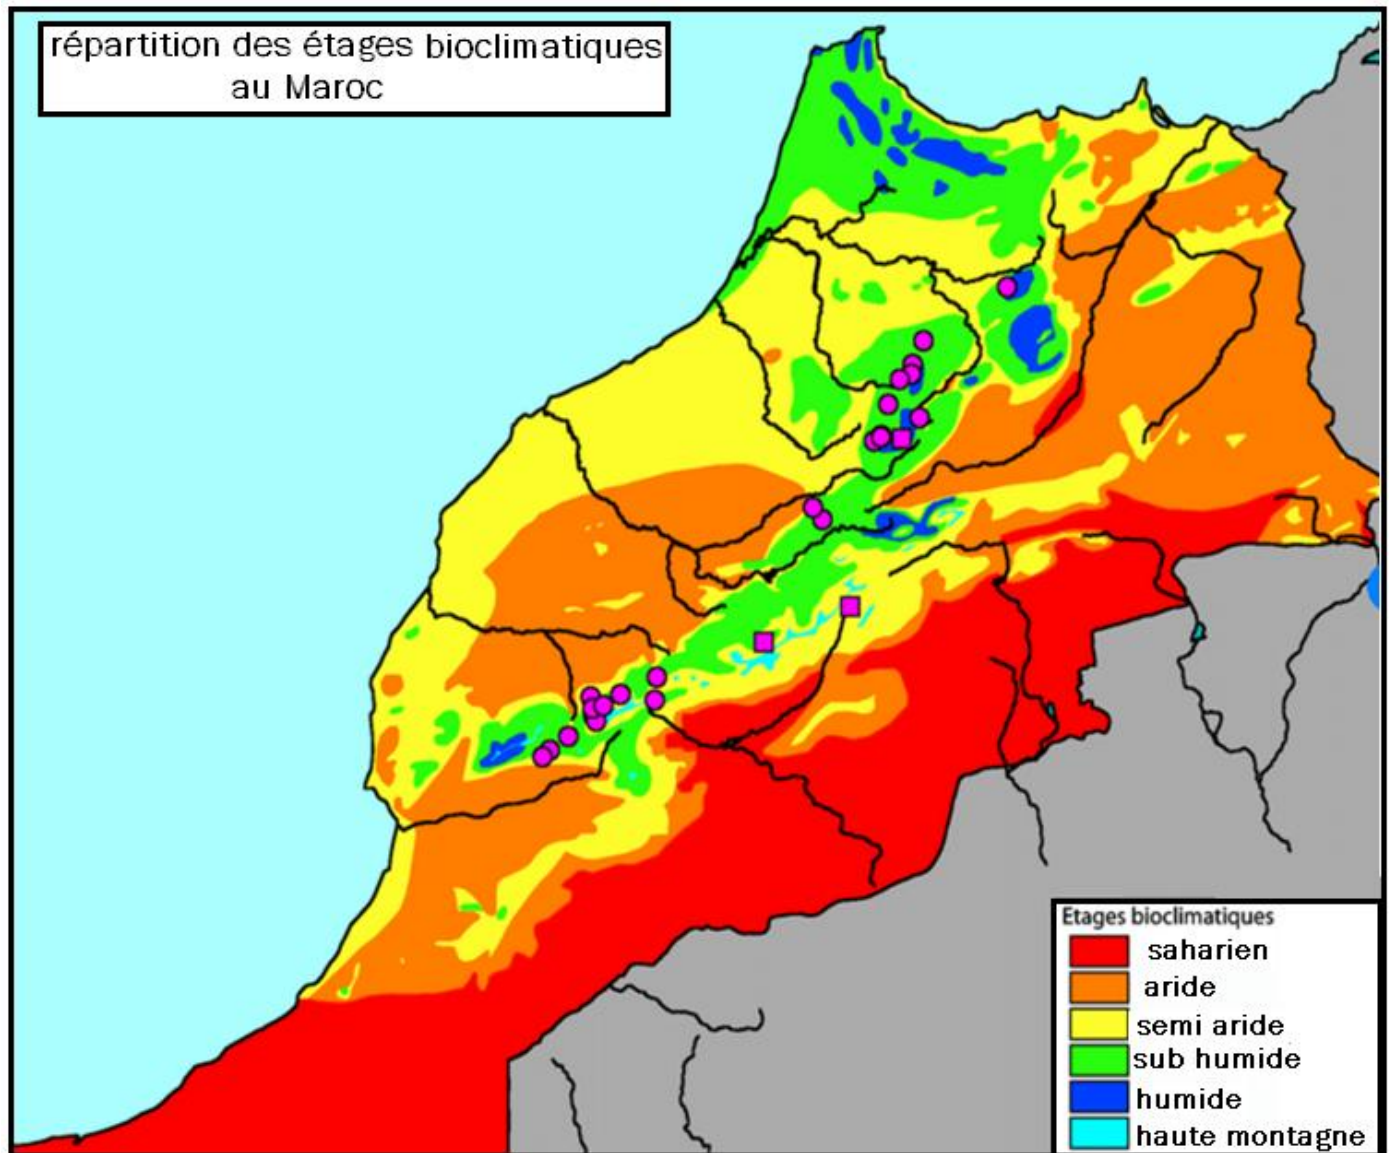 répartition des étages bioclimatiques
au Maroc
Etages bioclimatiques
saharien
aride
semi aride
sub humide
humide
haute montagne